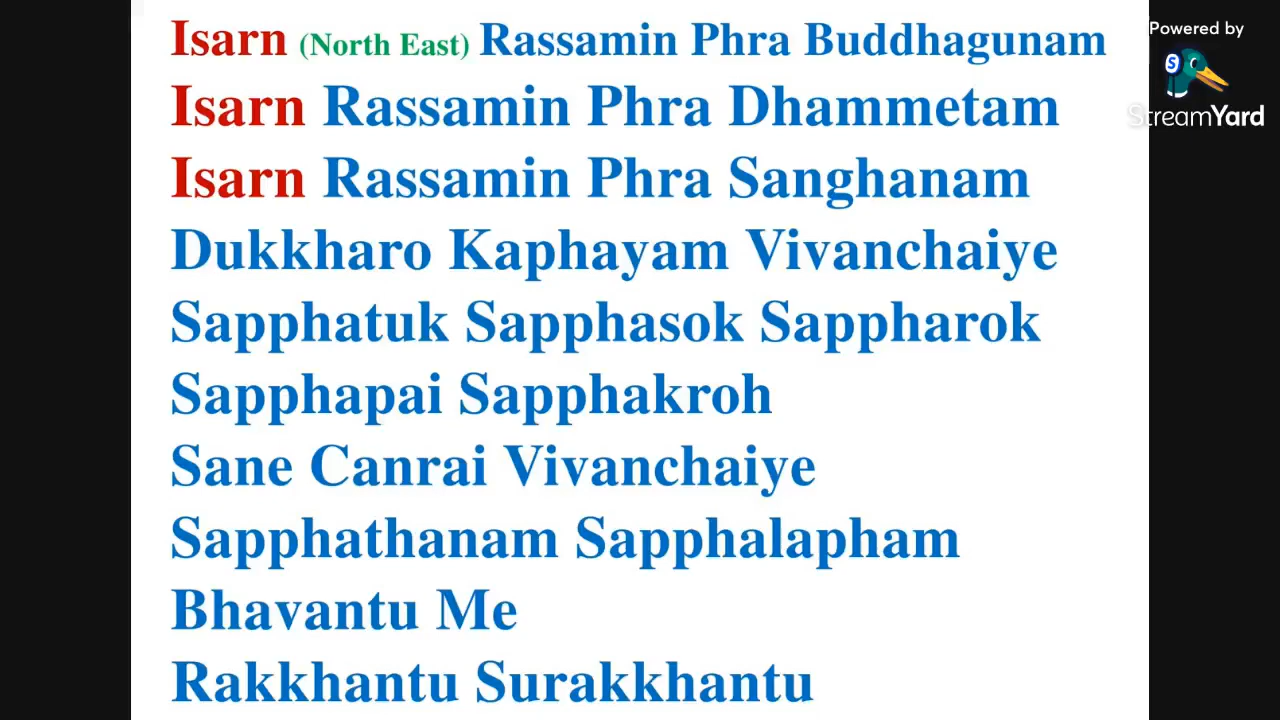 Isarn (North East) Rassamin Phra Buddhagunam
Isarn Rassamin Phra Dhammetam
Isarn Rassamin Phra Sanghanam
Dukkharo Kaphayam Vivanchaiye
Sapphatuk Sapphasok Sappharok
Sapphapai Sapphakroh
Sane Canrai Vivanchaiye
Sapphathanam Sapphalapham
Bhavantu Me
Rakkhantu Surakkhantu
Powered by
S
StreamYard